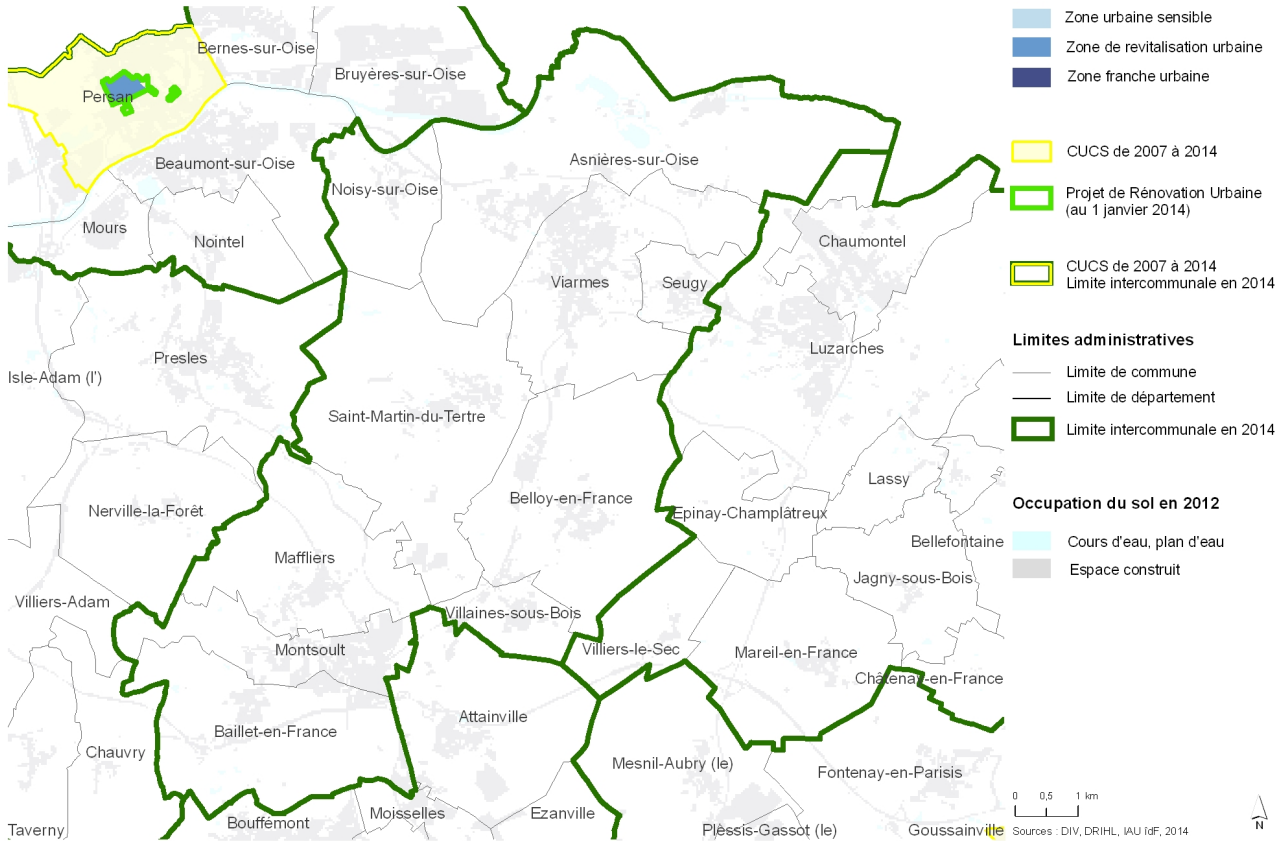 Bernes-sur-Oise
Bruyères-sur-Oise
Persan
Beaumont-sur-Oise
Asnières-sur-Oise
Noisy-sur-Oise
Mours
Nointel
Chaumontel
Viarmes
Seugy
Presles
Luzarches
Isle-Adam (l')
Saint-Martin-du-Tertre
Lassy
Belloy-en-France
Nerville-la-Forêt
Epinay-Champlâtreux
Bellefontaine
Maffliers
Jagny-sous-Bois
Villiers-Adam
Villaines-sous-Bois
Montsoult
Villiers-le-Sec
Mareil-en-France
Châtenay-en-France
Attainville
Baillet-en-France
Chauvry
Mesnil-Aubry (le)
Fontenay-en-Parisis
Moisselles
Ezanville
Bouffémont
Taverny
Plessis-Gassot (le)
Goussainville
Zone urbaine sensible
Zone de revitalisation urbaine
Zone franche urbaine
CUCS de 2007 à 2014
Projet de Rénovation Urbaine
(au 1 janvier 2014)
CUCS de 2007 à 2014
Limite intercommunale en 2014
Limites administratives
Limite de commune
Limite de département
Limite intercommunale en 2014
Occupation du sol en 2012
Cours d'eau, plan d'eau
Espace construit
0 0,5 1 km
N
Sources : DIV, DRIHL, IAU îdF, 2014